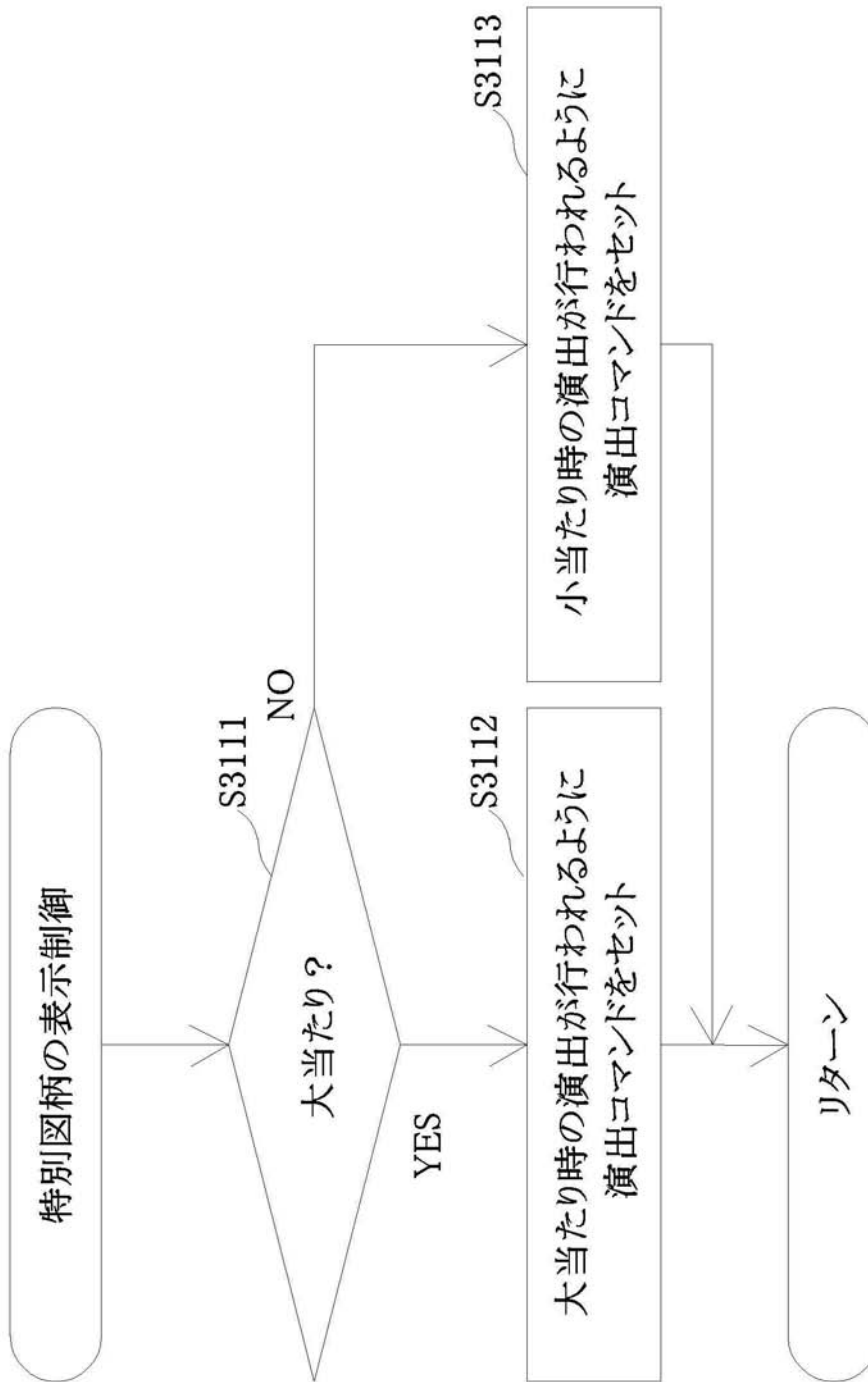 特別図柄の表示制御
S3111
大当たり？
NO
YES
S3112
大当たり時の演出が行われるように
演出コマンドをセット
S3113
小当たり時の演出が行われるように
演出コマンドをセット
リターン